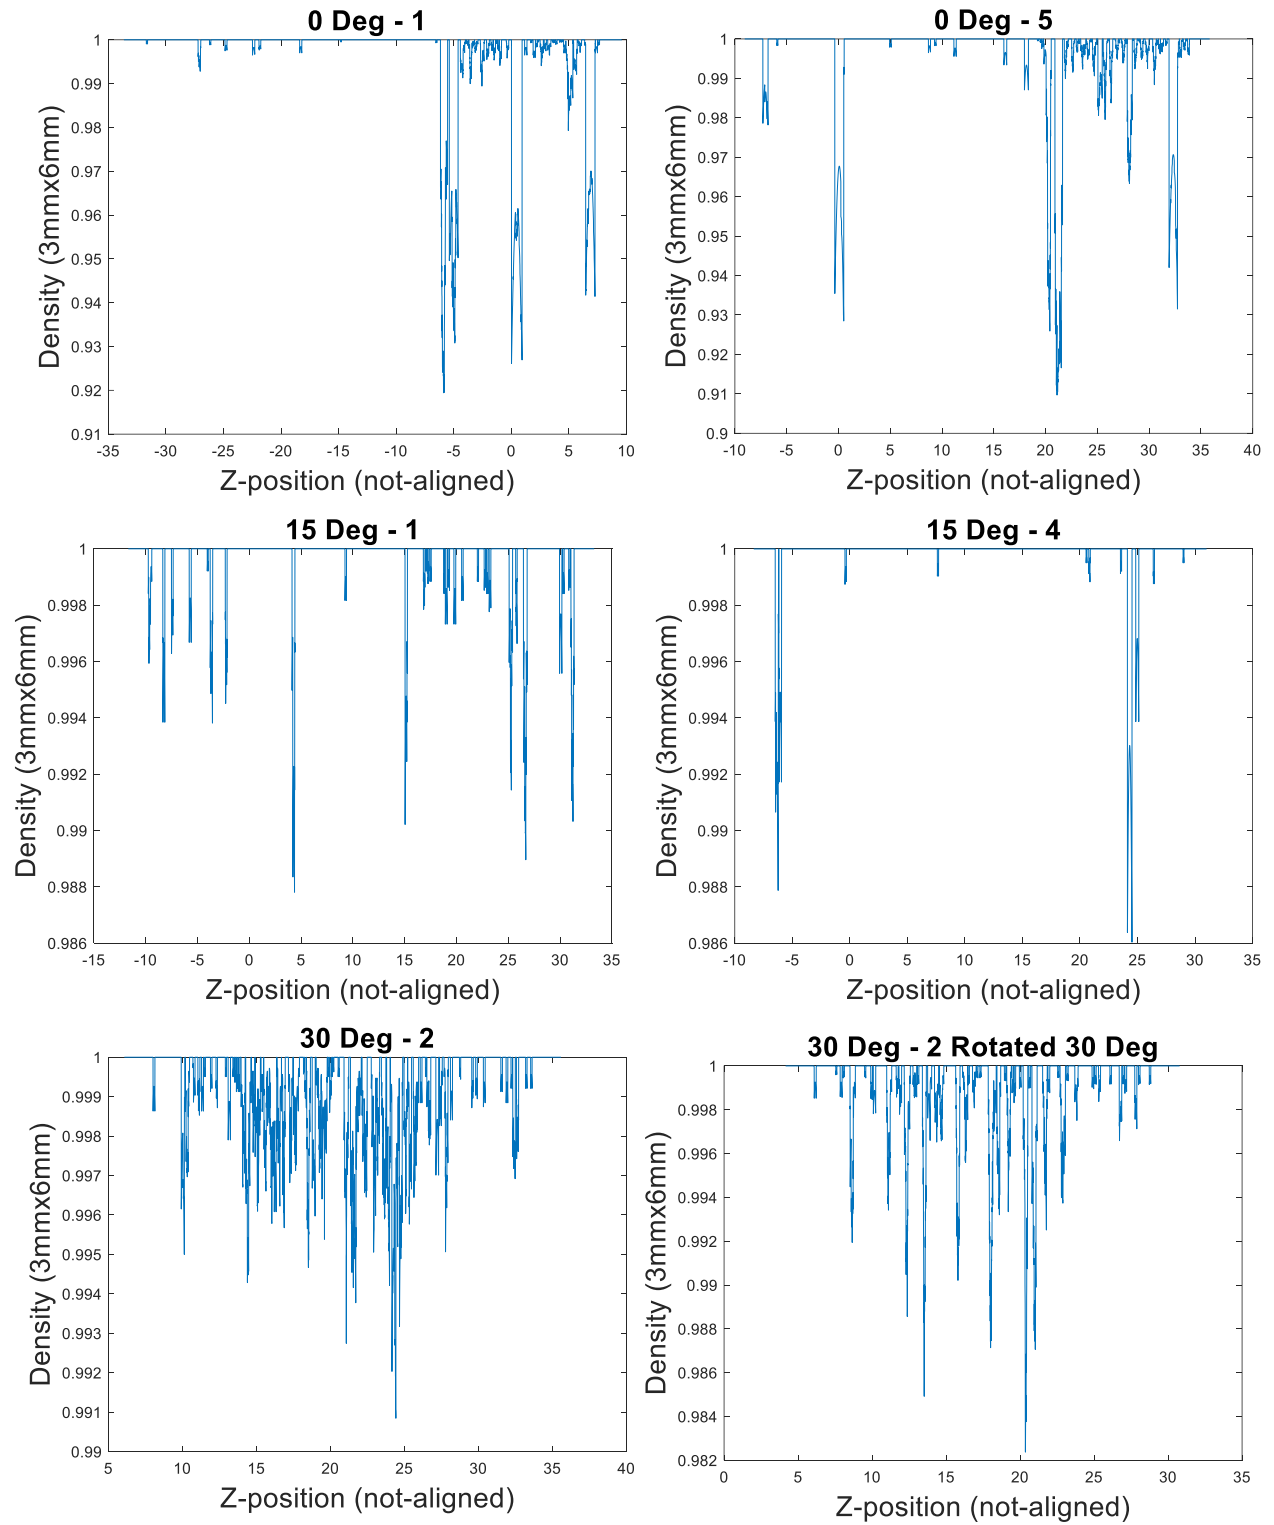 0 Deg - 1
1
0.99
0.98
0.97
0.96
0.95
0.94
0.93
0.92
0.91
Density (3mmx6mm)
-35 -30 -25 -20 -15 -10 -5 0 5 10
Z-position (not-aligned)
0 Deg - 5
1
0.99
0.98
0.97
0.96
0.95
0.94
0.93
0.92
0.91
0.9
Density (3mmx6mm)
-10 -5 0 5 10 15 20 25 30 35 40
Z-position (not-aligned)
15 Deg - 1
1
0.998
0.996
0.994
0.992
0.99
0.988
0.986
Density (3mmx6mm)
-15 -10 -5 0 5 10 15 20 25 30 35
Z-position (not-aligned)
15 Deg - 4
1
0.998
0.996
0.994
0.992
0.99
0.988
0.986
Density (3mmx6mm)
-10 -5 0 5 10 15 20 25 30 35
Z-position (not-aligned)
30 Deg - 2
1
0.999
0.998
0.997
0.996
0.995
0.994
0.993
0.992
0.991
0.99
Density (3mmx6mm)
5 10 15 20 25 30 35 40
Z-position (not-aligned)
30 Deg - 2 Rotated 30 Deg
1
0.998
0.996
0.994
0.992
0.99
0.988
0.986
0.984
0.982
Density (3mmx6mm)
0 5 10 15 20 25 30 35
Z-position (not-aligned)